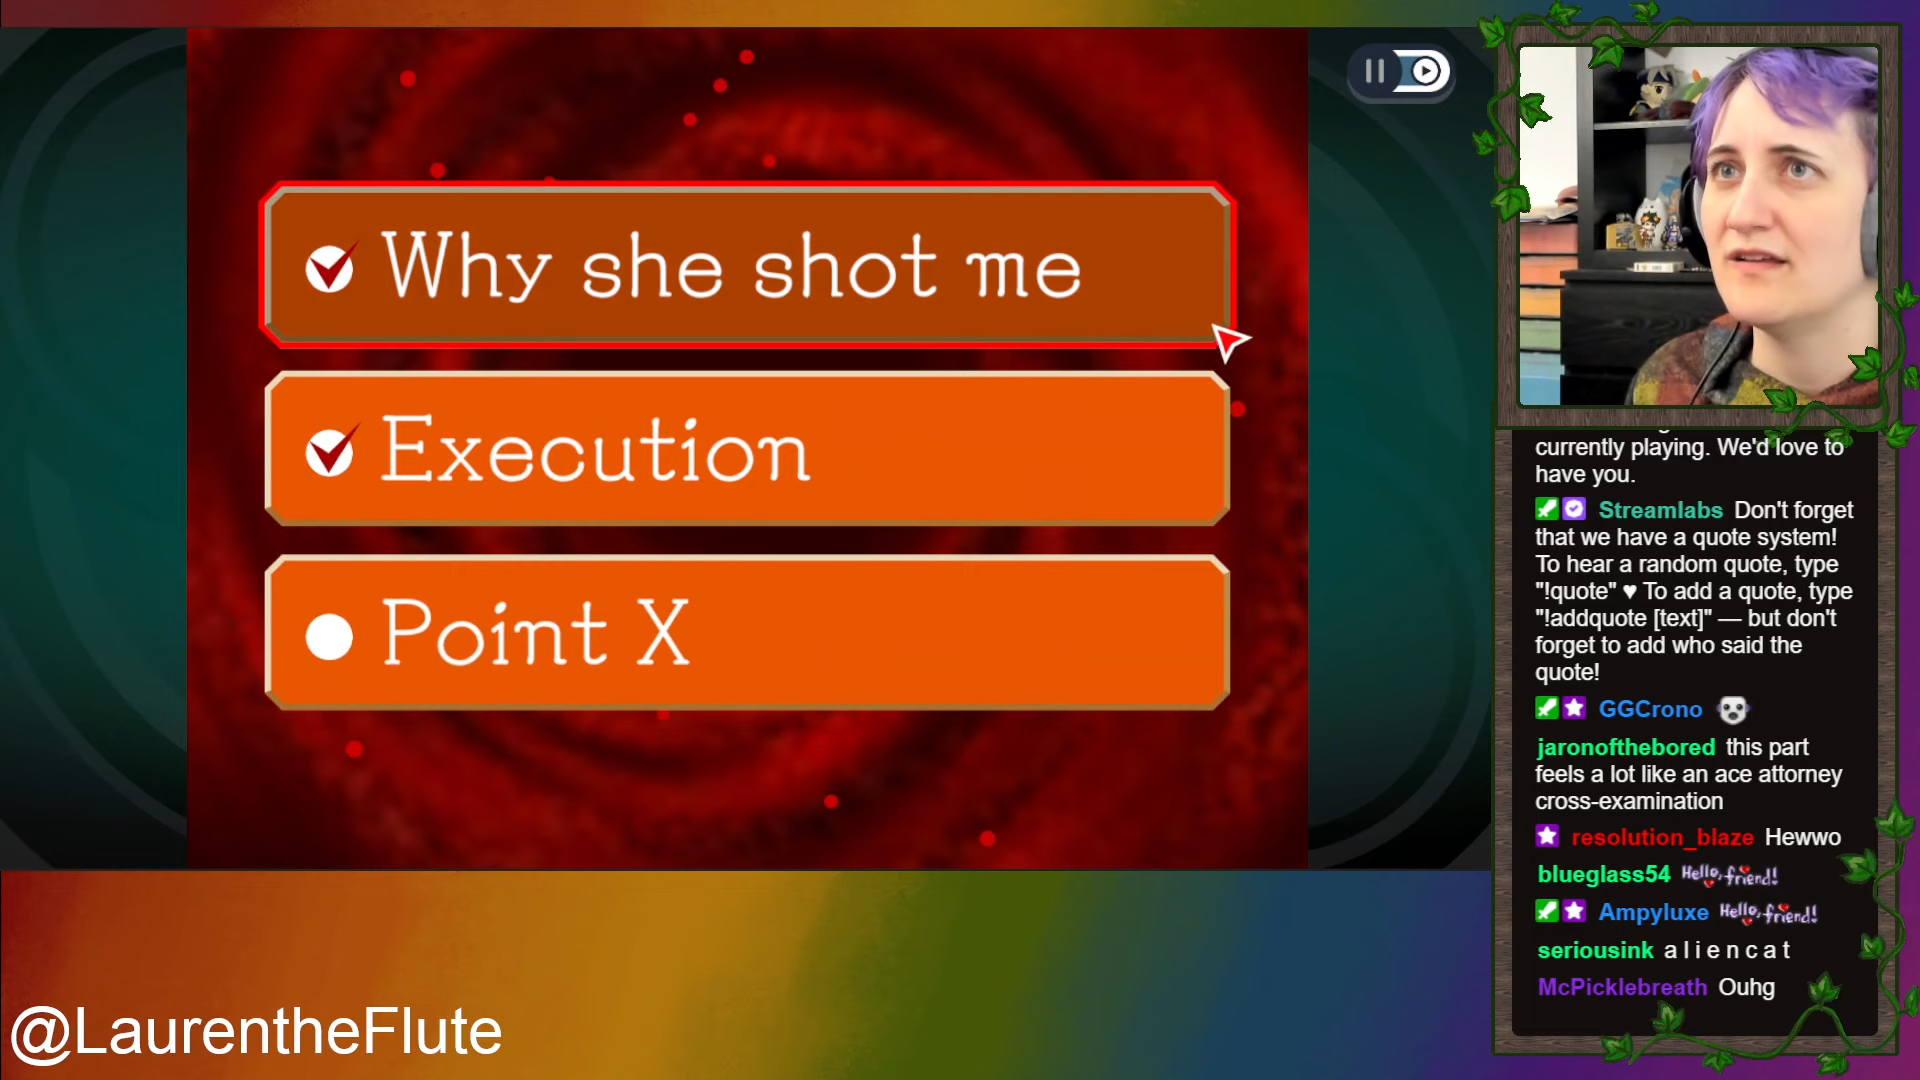 Why she shot me
Execution
Point X
currently playing. We'd love to
have you.
Streamlabs Don't forget
that we have a quote system!
To hear a random quote, type
"!quote" ♥ To add a quote, type
"!addquote [text]" — but don't
forget to add who said the
quote!
GGCrono
jaronofthebored this part
feels a lot like an ace attorney
cross-examination
resolution_blaze Hewwo
blueglass54 Hello, friend!
Ampyluxe Hello, friend!
seriousink a l i e n c a t
McPicklebreath Ouhg
@LaurentheFlute